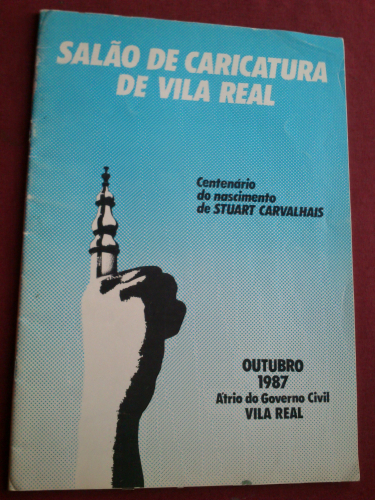 SALÃO DE CARICATURA
DE VILA REAL
Centenário
do nascimento
de STUART CARVALHAIS
OUTUBRO
1987
Átrio do Governo Civil
VILA REAL